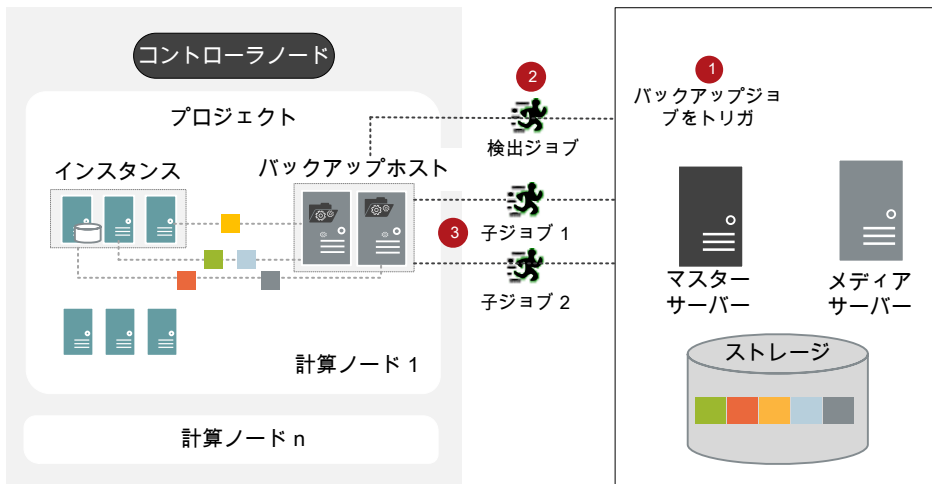 コントローラノード
プロジェクト
インスタンス
バックアップホスト
計算ノード 1
計算ノード n
2
検出ジョブ
3
子ジョブ 1
子ジョブ 2
1
バックアップジョ
ブをトリガ
マスター
サーバー
メディア
サーバー
ストレージ